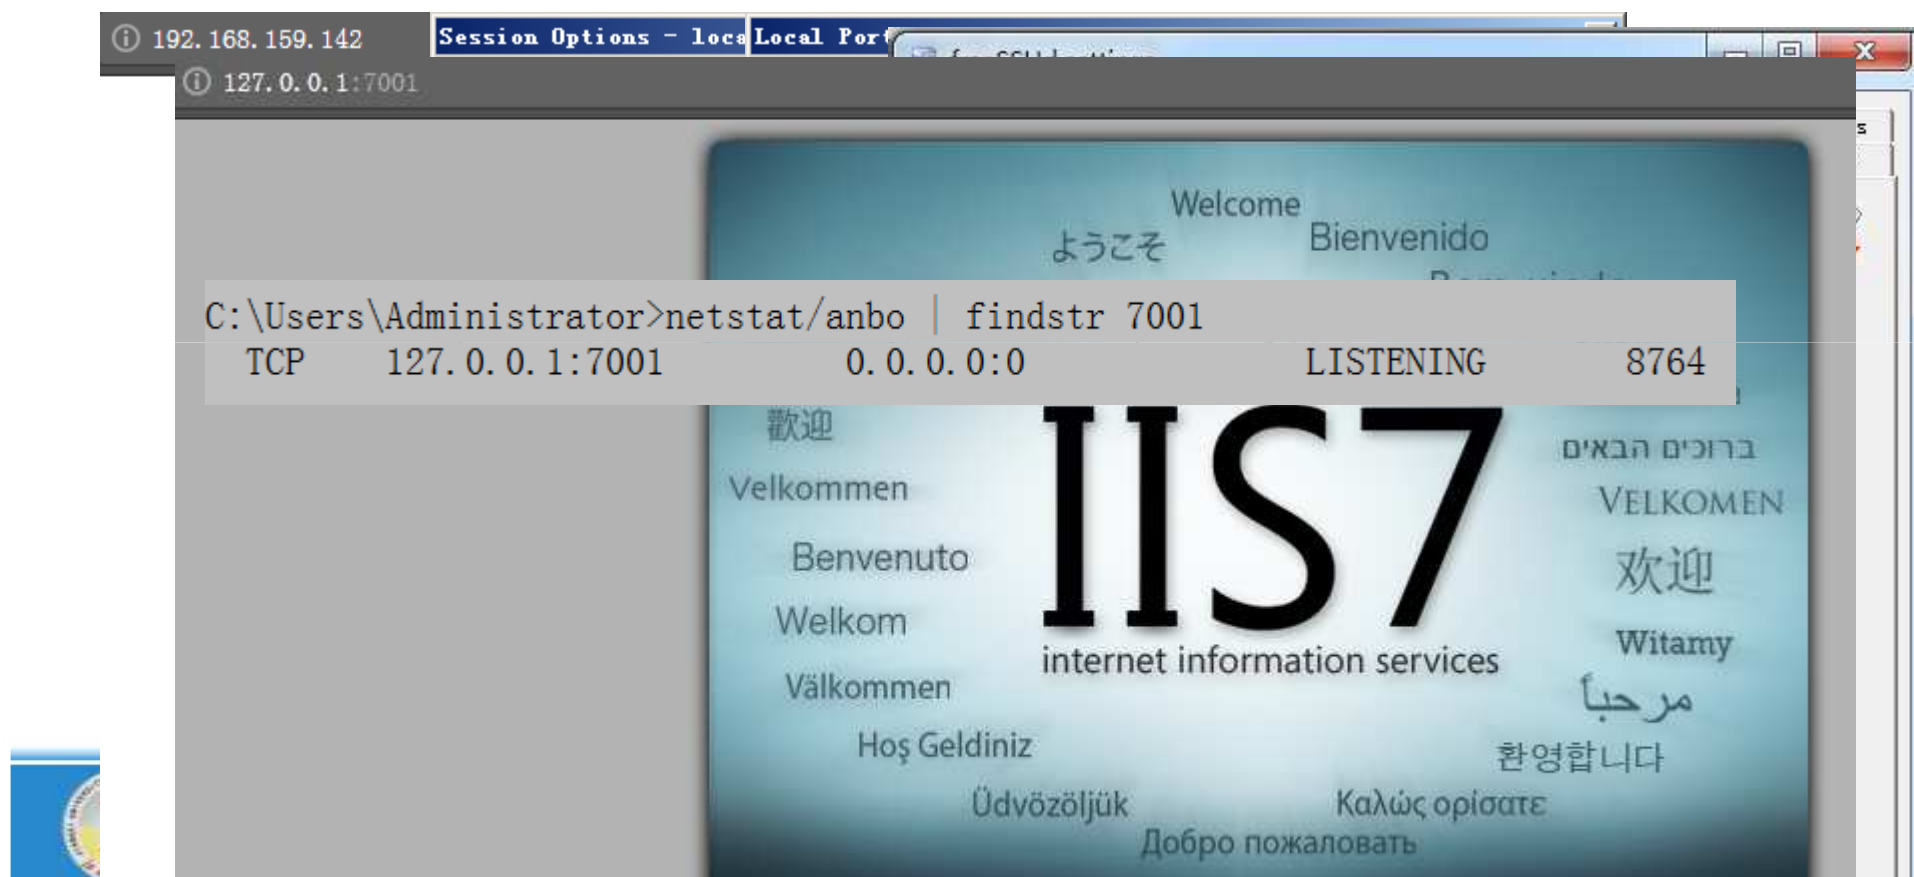 192.168.159.142
Session Options - loca
Local Port
freeSSHd settings
127.0.0.1:7001
Welcome
ようこそ
Bienvenido
C:\Users\Administrator>netstat/anbo | findstr 7001
TCP 127.0.0.1:7001 0.0.0.0:0 LISTENING 8764
IIS7
歡迎
ברוכים הבאים
Velkommen
VELKOMEN
Benvenuto
欢迎
Welkom
Witamy
internet information services
Välkommen
مرحباً
Hoş Geldiniz
환영합니다
Üdvözöljük
Καλώς ορίσατε
Добро пожаловать